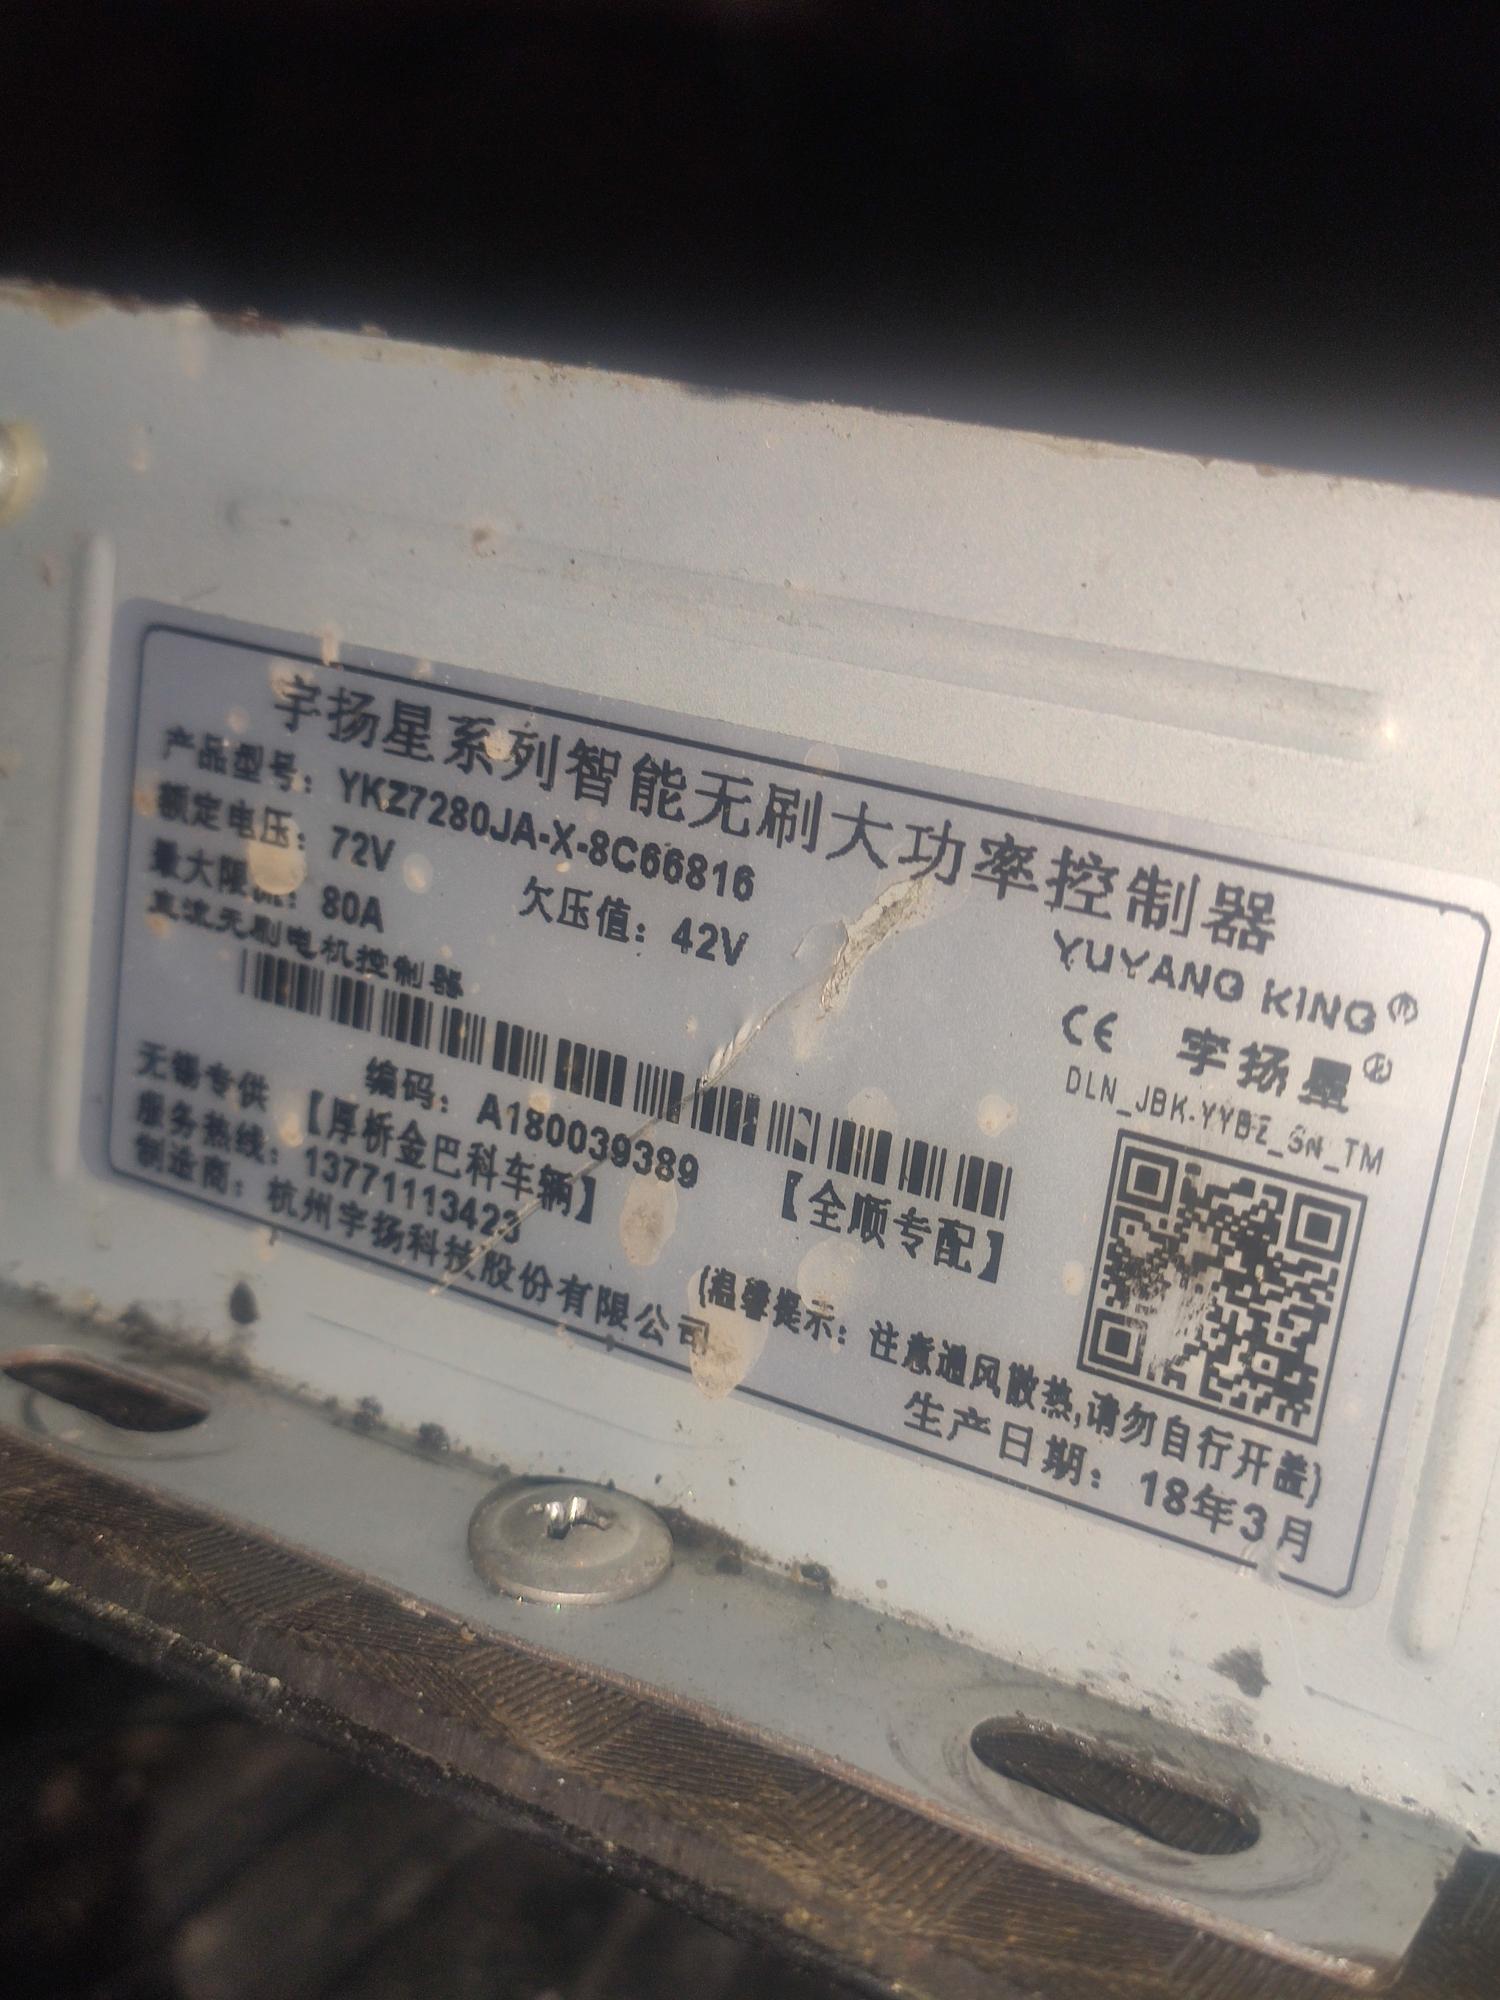 宇扬星系列智能无刷大功率控制器
产品型号：YKZ7280JA-X-8C66816
额定电压：72V 欠压值：42V
最大限流：80A
直流无刷电机控制器
YUYANG KING®
CE 宇扬星®
DLN_JBK.YYBZ_SN_TM
编码：A180039389
无锡专供【厚桥金巴科车辆】【全顺专配】
服务热线：13771113423
制造商：杭州宇扬科技股份有限公司
(温馨提示：注意通风散热,请勿自行开盖)
生产日期：18年3月